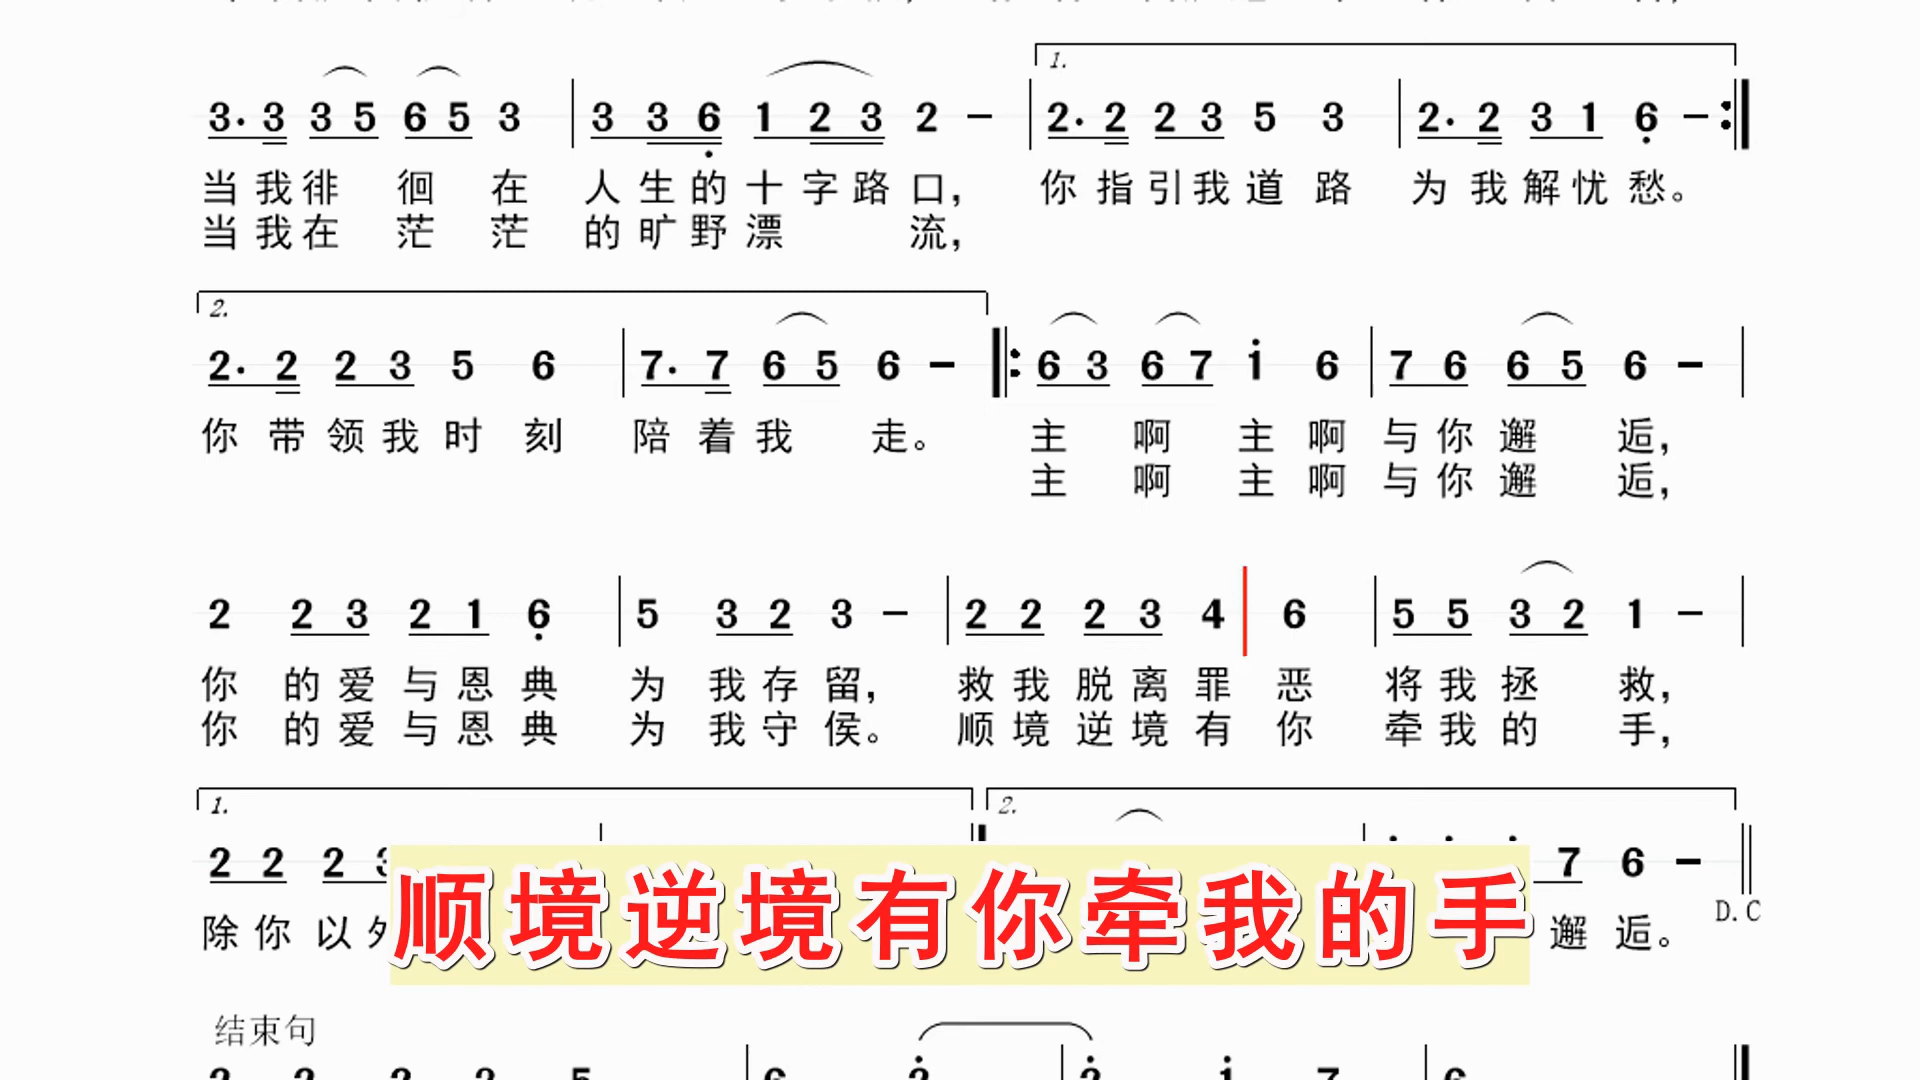 1.
3. 3 3 5 6 5 3 | 3 3 6 1 2 3 2 – | 2. 2 2 3 5 3 | 2. 2 3 1 6 – :|
当我徘徊在人生的十字路口，你指引我道路为我解忧愁。
当我在茫茫的旷野漂流，
2.
2. 2 2 3 5 6 | 7. 7 6 5 6 – |: 6 3 6 7 1 6 | 7 6 6 5 6 – |
你带领我时刻陪着我走。主啊主啊与你邂逅，
主啊主啊与你邂逅，
2 2 3 2 1 6 | 5 3 2 3 – | 2 2 2 3 4 6 | 5 5 3 2 1 – |
你的爱与恩典为我存留，救我脱离罪恶将我拯救，
你的爱与恩典为我守侯。顺境逆境有你牵我的手，
1. 2.
2 2 2 7 6 –
D.C
除你以 邂逅。
顺境逆境有你牵我的手
结束句